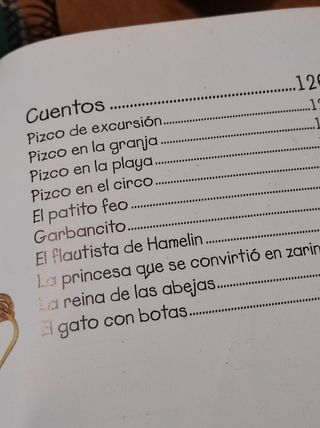 Cuentos
Pizco de excursión
Pizco en la granja
Pizco en la playa
Pizco en el circo
El patito feo
Garbancito
El flautista de Hamelin
La princesa que se convirtió en
La reina de las abejas
El gato con botas